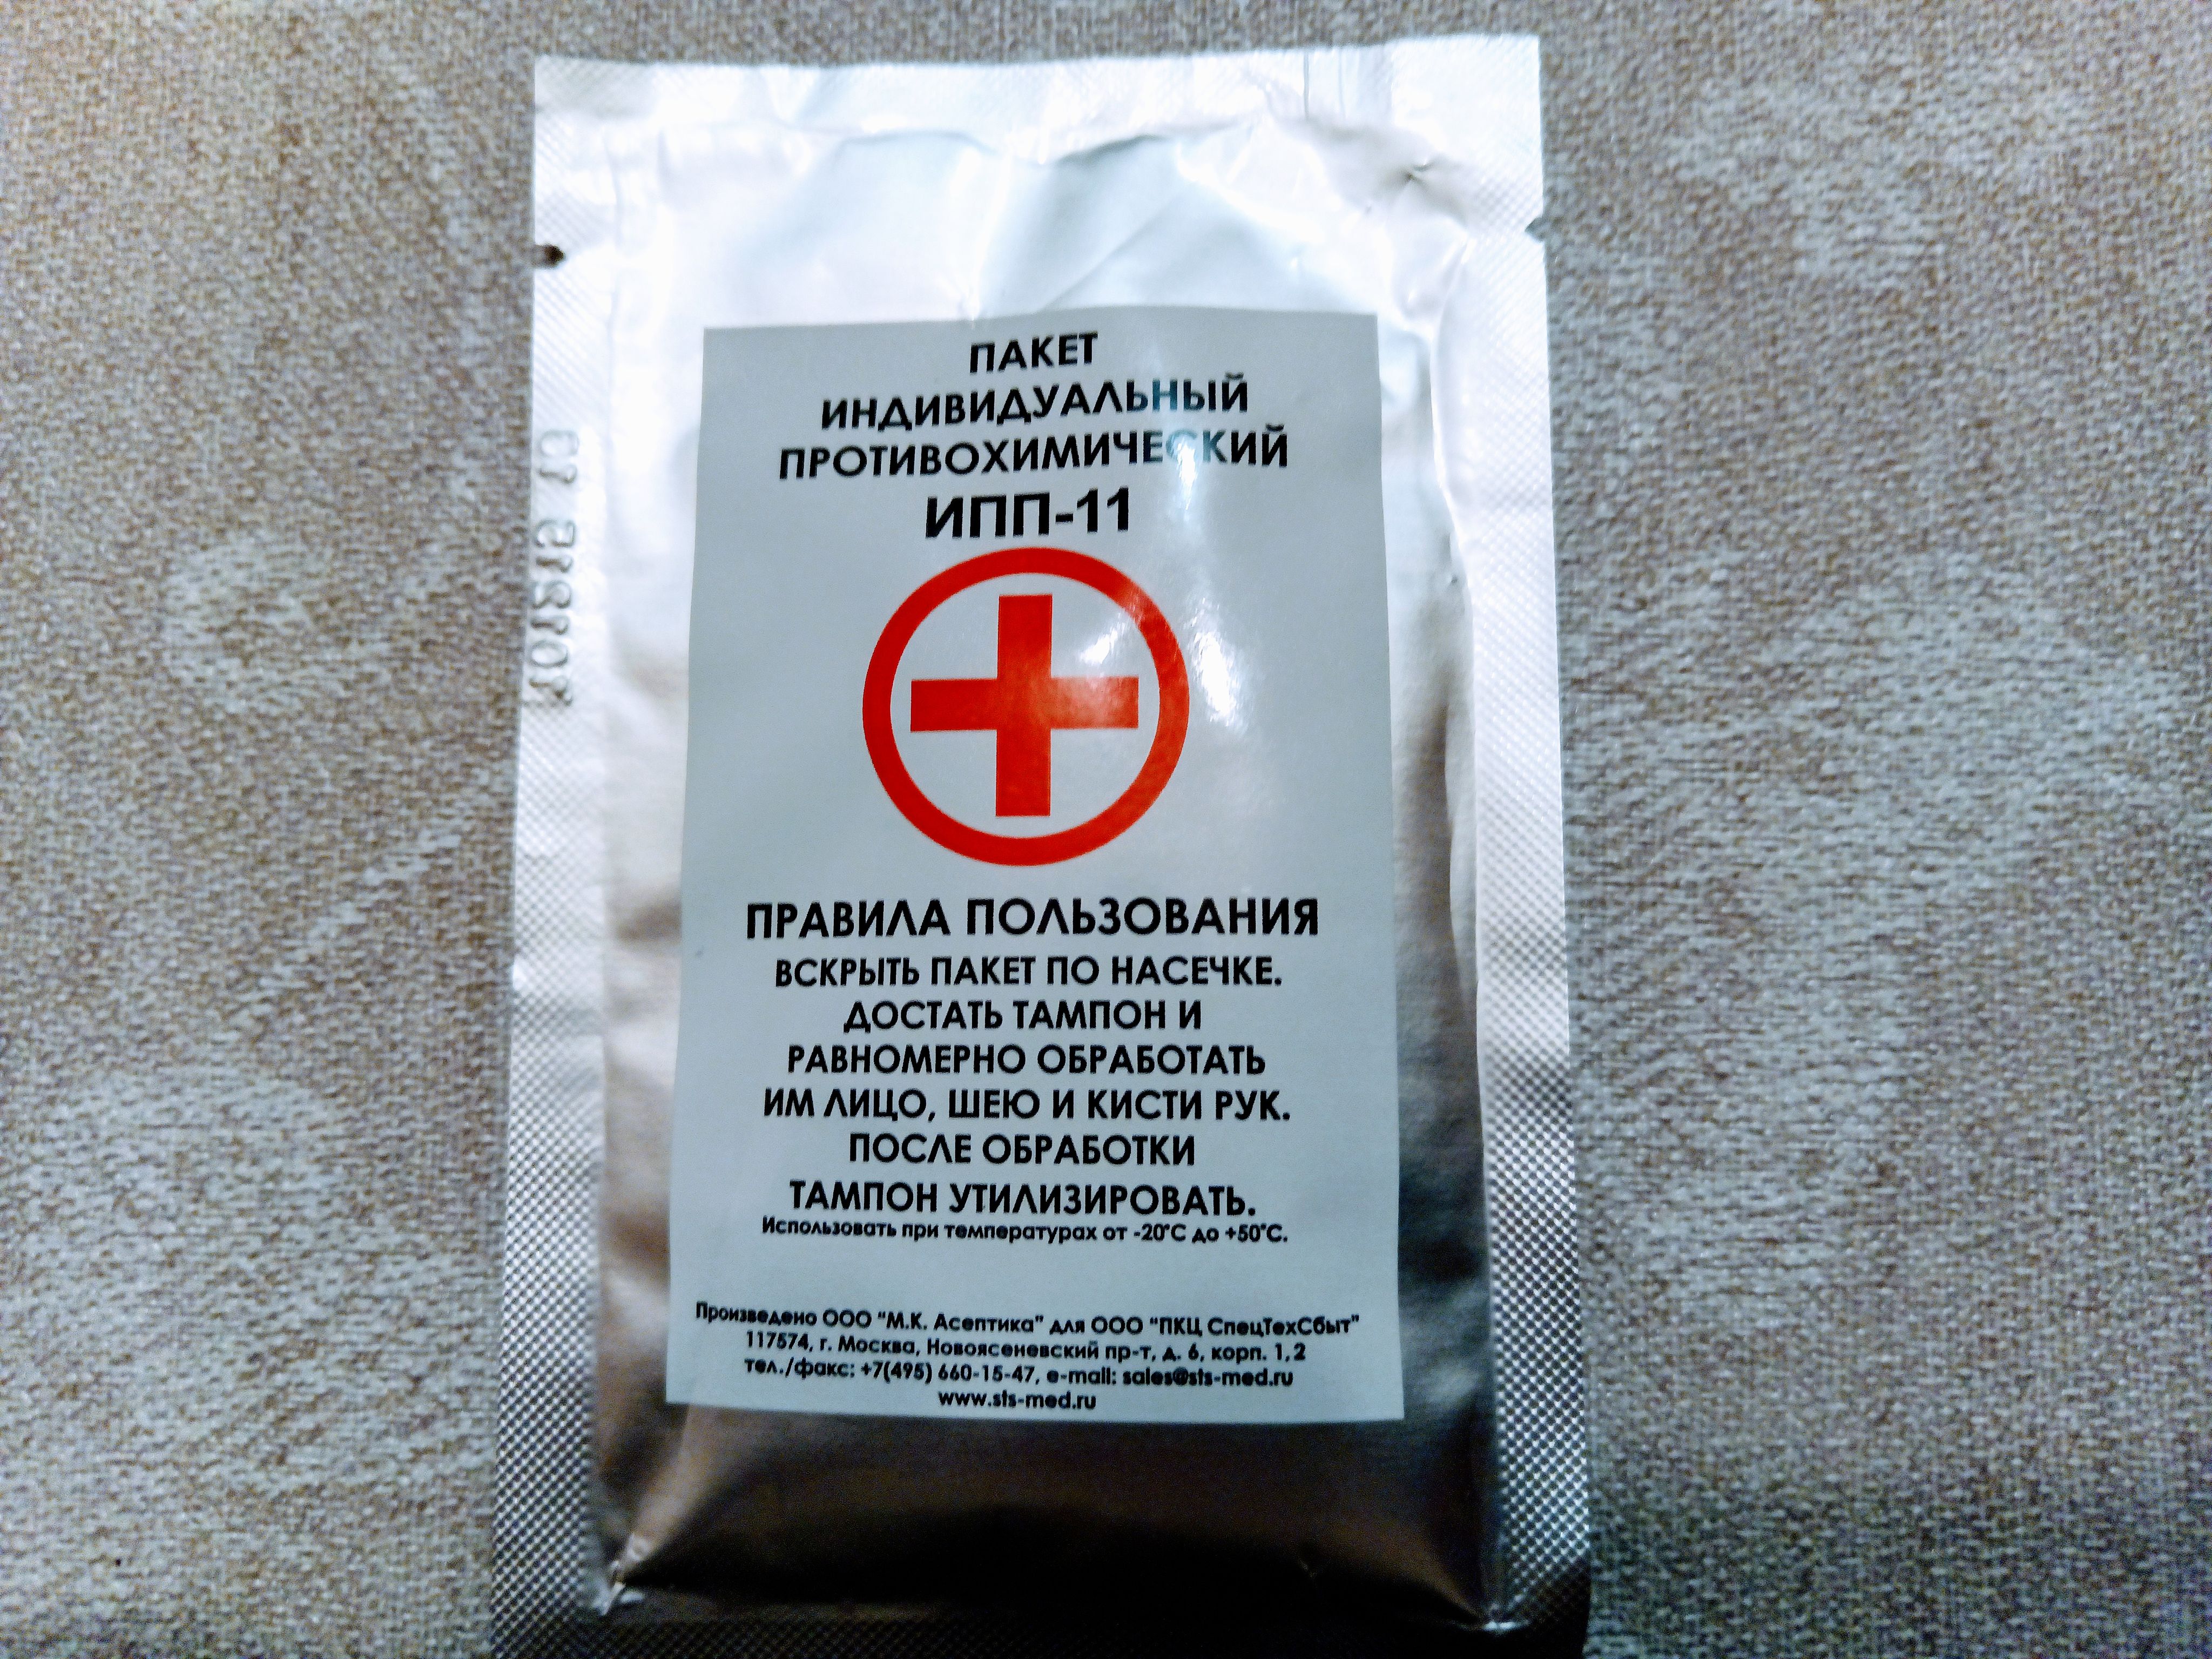 ПАКЕТ
ИНДИВИДУАЛЬНЫЙ
ПРОТИВОХИМИЧЕСКИЙ
ИПП-11
ПРАВИЛА ПОЛЬЗОВАНИЯ
ВСКРЫТЬ ПАКЕТ ПО НАСЕЧКЕ.
ДОСТАТЬ ТАМПОН И
РАВНОМЕРНО ОБРАБОТАТЬ
ИМ ЛИЦО, ШЕЮ И КИСТИ РУК.
ПОСЛЕ ОБРАБОТКИ
ТАМПОН УТИЛИЗИРОВАТЬ.
Использовать при температурах от -20°С до +50°С.
Произведено ООО "М.К. Асептика" для ООО "ПКЦ СпецТехСбыт"
117574, г. Москва, Новоясеневский пр-т, д. 6, корп. 1,2
тел./факс: +7(495) 660-15-47, e-mail: sales@sts-med.ru
www.sts-med.ru